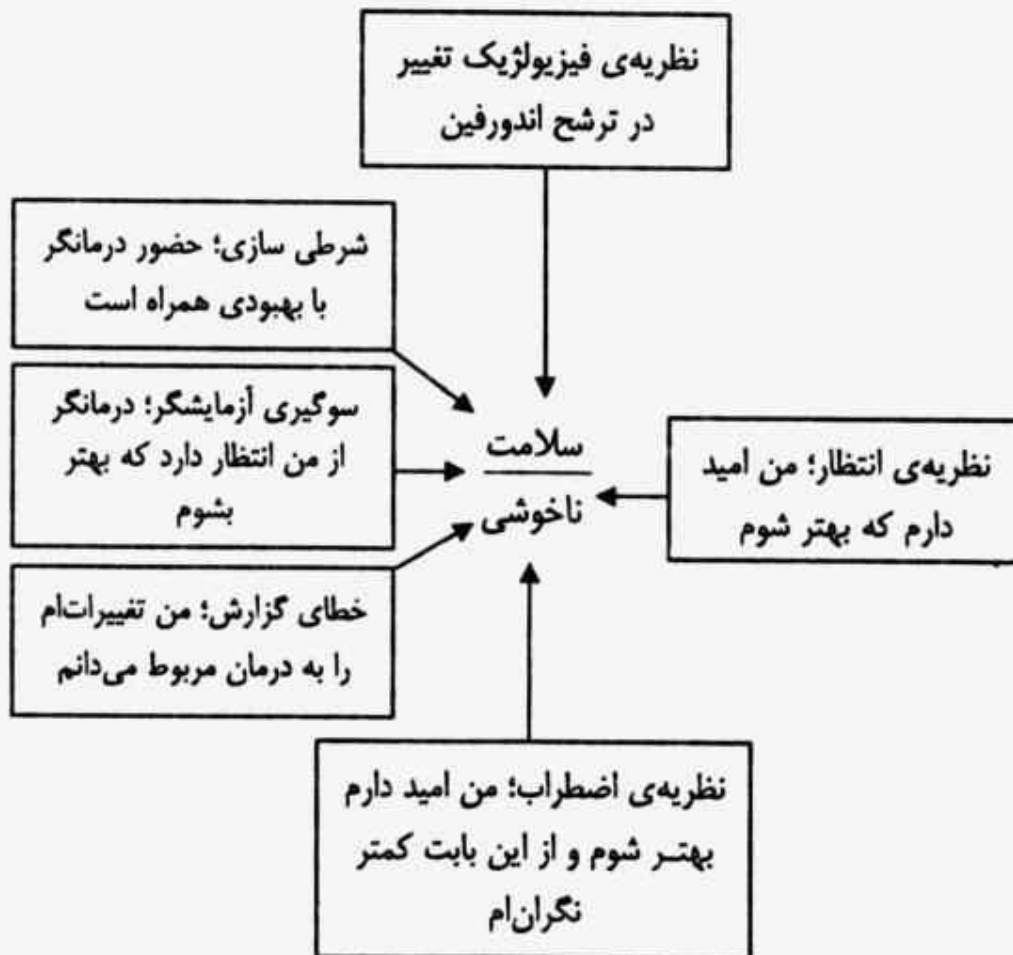 نظریه‌ی فیزیولژیک تغییر
در ترشح اندورفین
شرطی سازی؛ حضور درمانگر
با بهبودی همراه است
سوگیری آزمایشگر؛ درمانگر
از من انتظار دارد که بهتر
بشوم
خطای گزارش؛ من تغییرات‌ام
را به درمان مربوط می‌دانم
سلامت
ناخوشی
نظریه‌ی انتظار؛ من امید
دارم که بهتر شوم
نظریه‌ی اضطراب؛ من امید دارم
بهتـر شوم و از این بابت کمتر
نگران‌ام